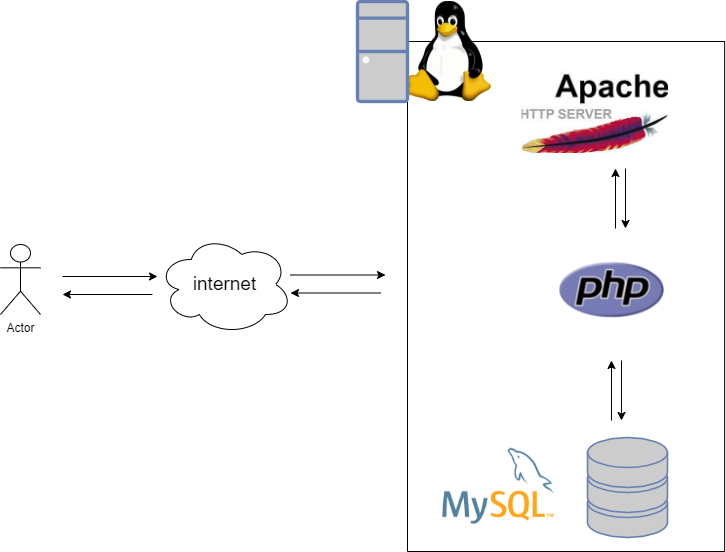 Apache
HTTP SERVER
internet
php
Actor
MySQL